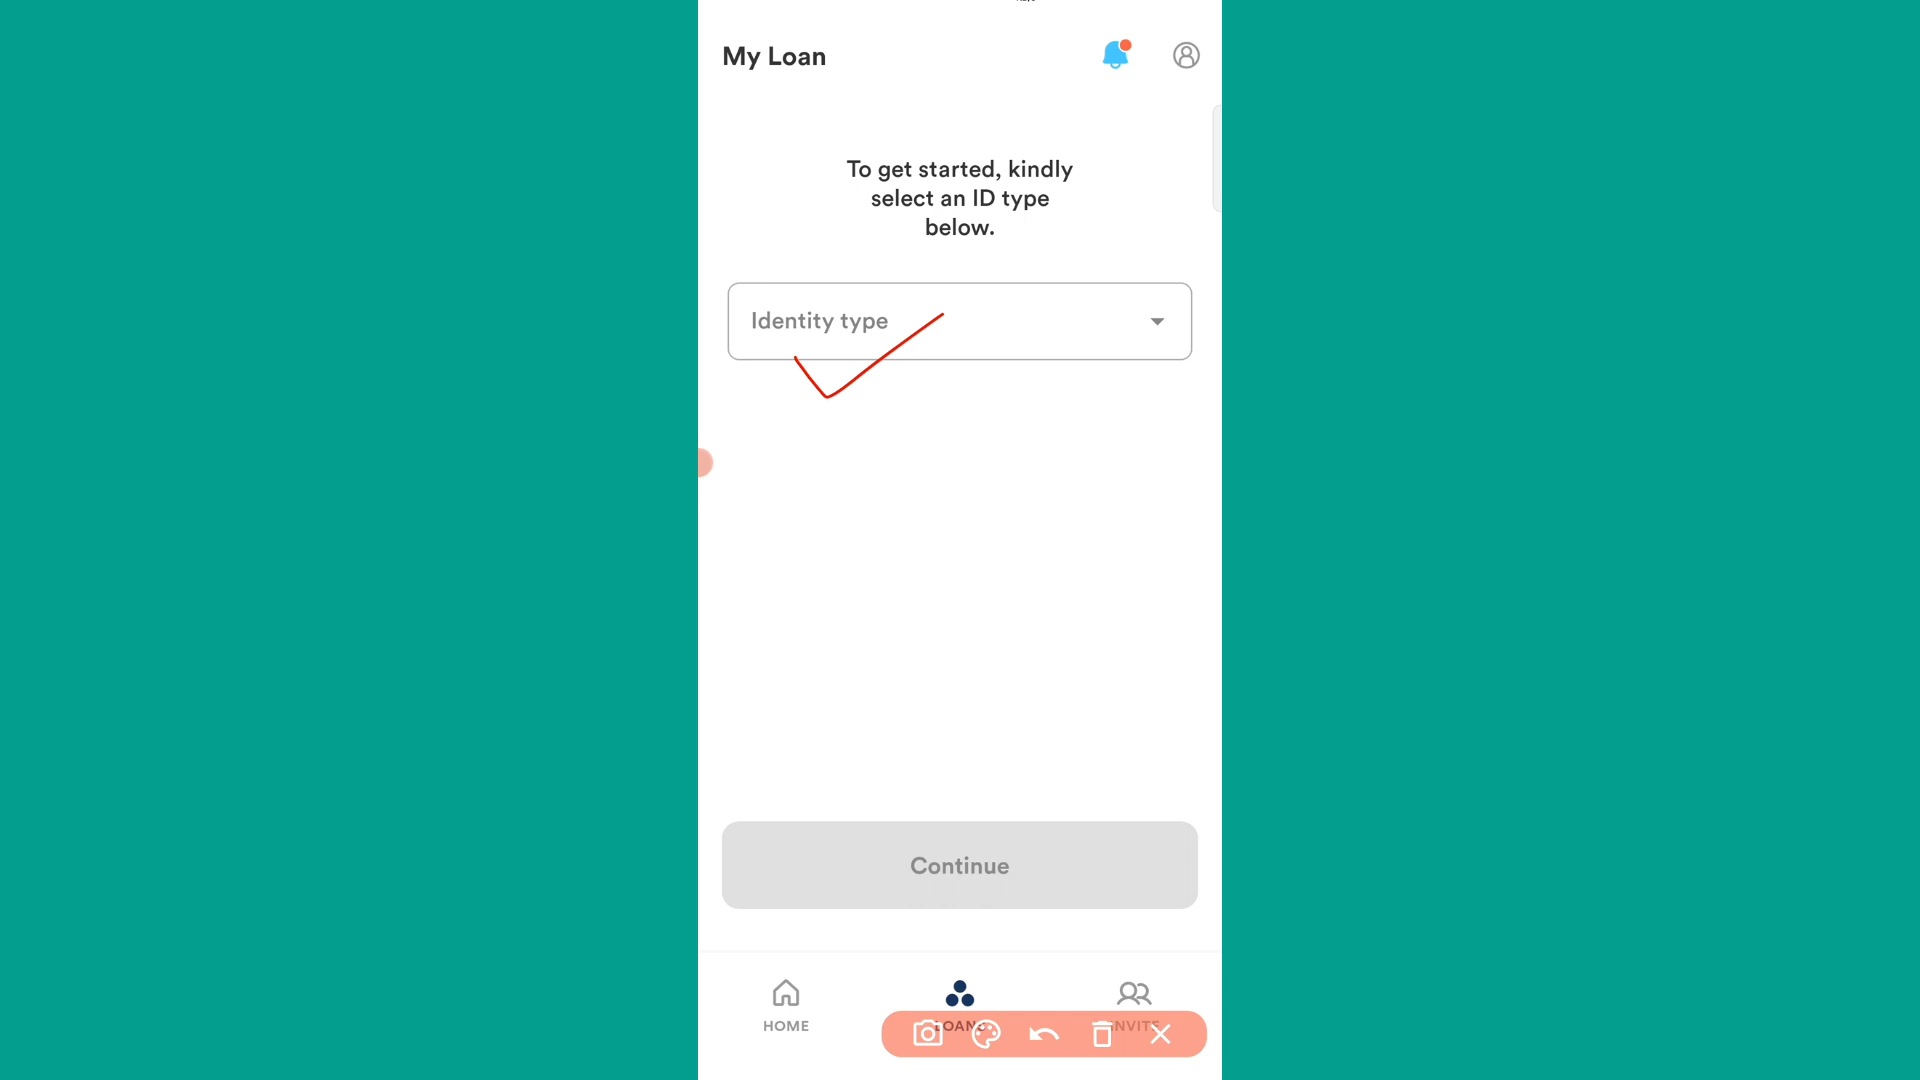 My Loan
To get started, kindly
select an ID type
below.
Identity type
Continue
HOME
LOANS
INVITE